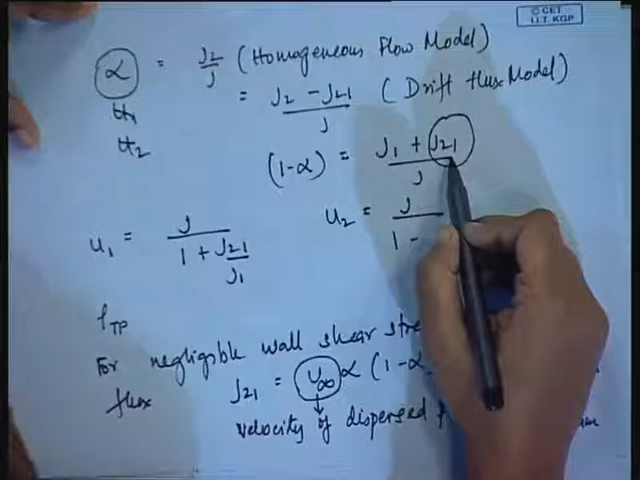 © CET
I.I.T. KGP
α = J2/J (Homogeneous Flow Model)
= (J2 - J21)/J (Drift flux Model)
u1
u2
(1-α) = (J1 + J21)/J
u1 = J/(1 + J21/J1)
u2 = J/(1 -
ρTP
For negligible wall shear
flux J21 = u∞ α (1-α
velocity of dispersed